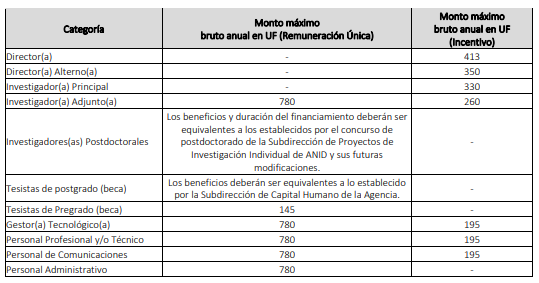 Categoría
Monto máximo
bruto anual en UF (Remuneración Única)
Monto máximo
bruto anual en UF
(Incentivo)
Director(a) - 413
Director(a) Alterno(a) - 350
Investigador(a) Principal - 330
Investigador(a) Adjunto(a) 780 260
Investigadores(as) Postdoctorales
Los beneficios y duración del financiamiento deberán ser
equivalentes a los establecidos por el concurso de
postdoctorado de la Subdirección de Proyectos de
Investigación Individual de ANID y sus futuras
modificaciones.
-
Tesistas de postgrado (beca)
Los beneficios deberán ser equivalentes a lo establecido
por la Subdirección de Capital Humano de la Agencia.
-
Tesistas de Pregrado (beca) 145 -
Gestor(a) Tecnológico(a) 780 195
Personal Profesional y/o Técnico 780 195
Personal de Comunicaciones 780 195
Personal Administrativo 780 -